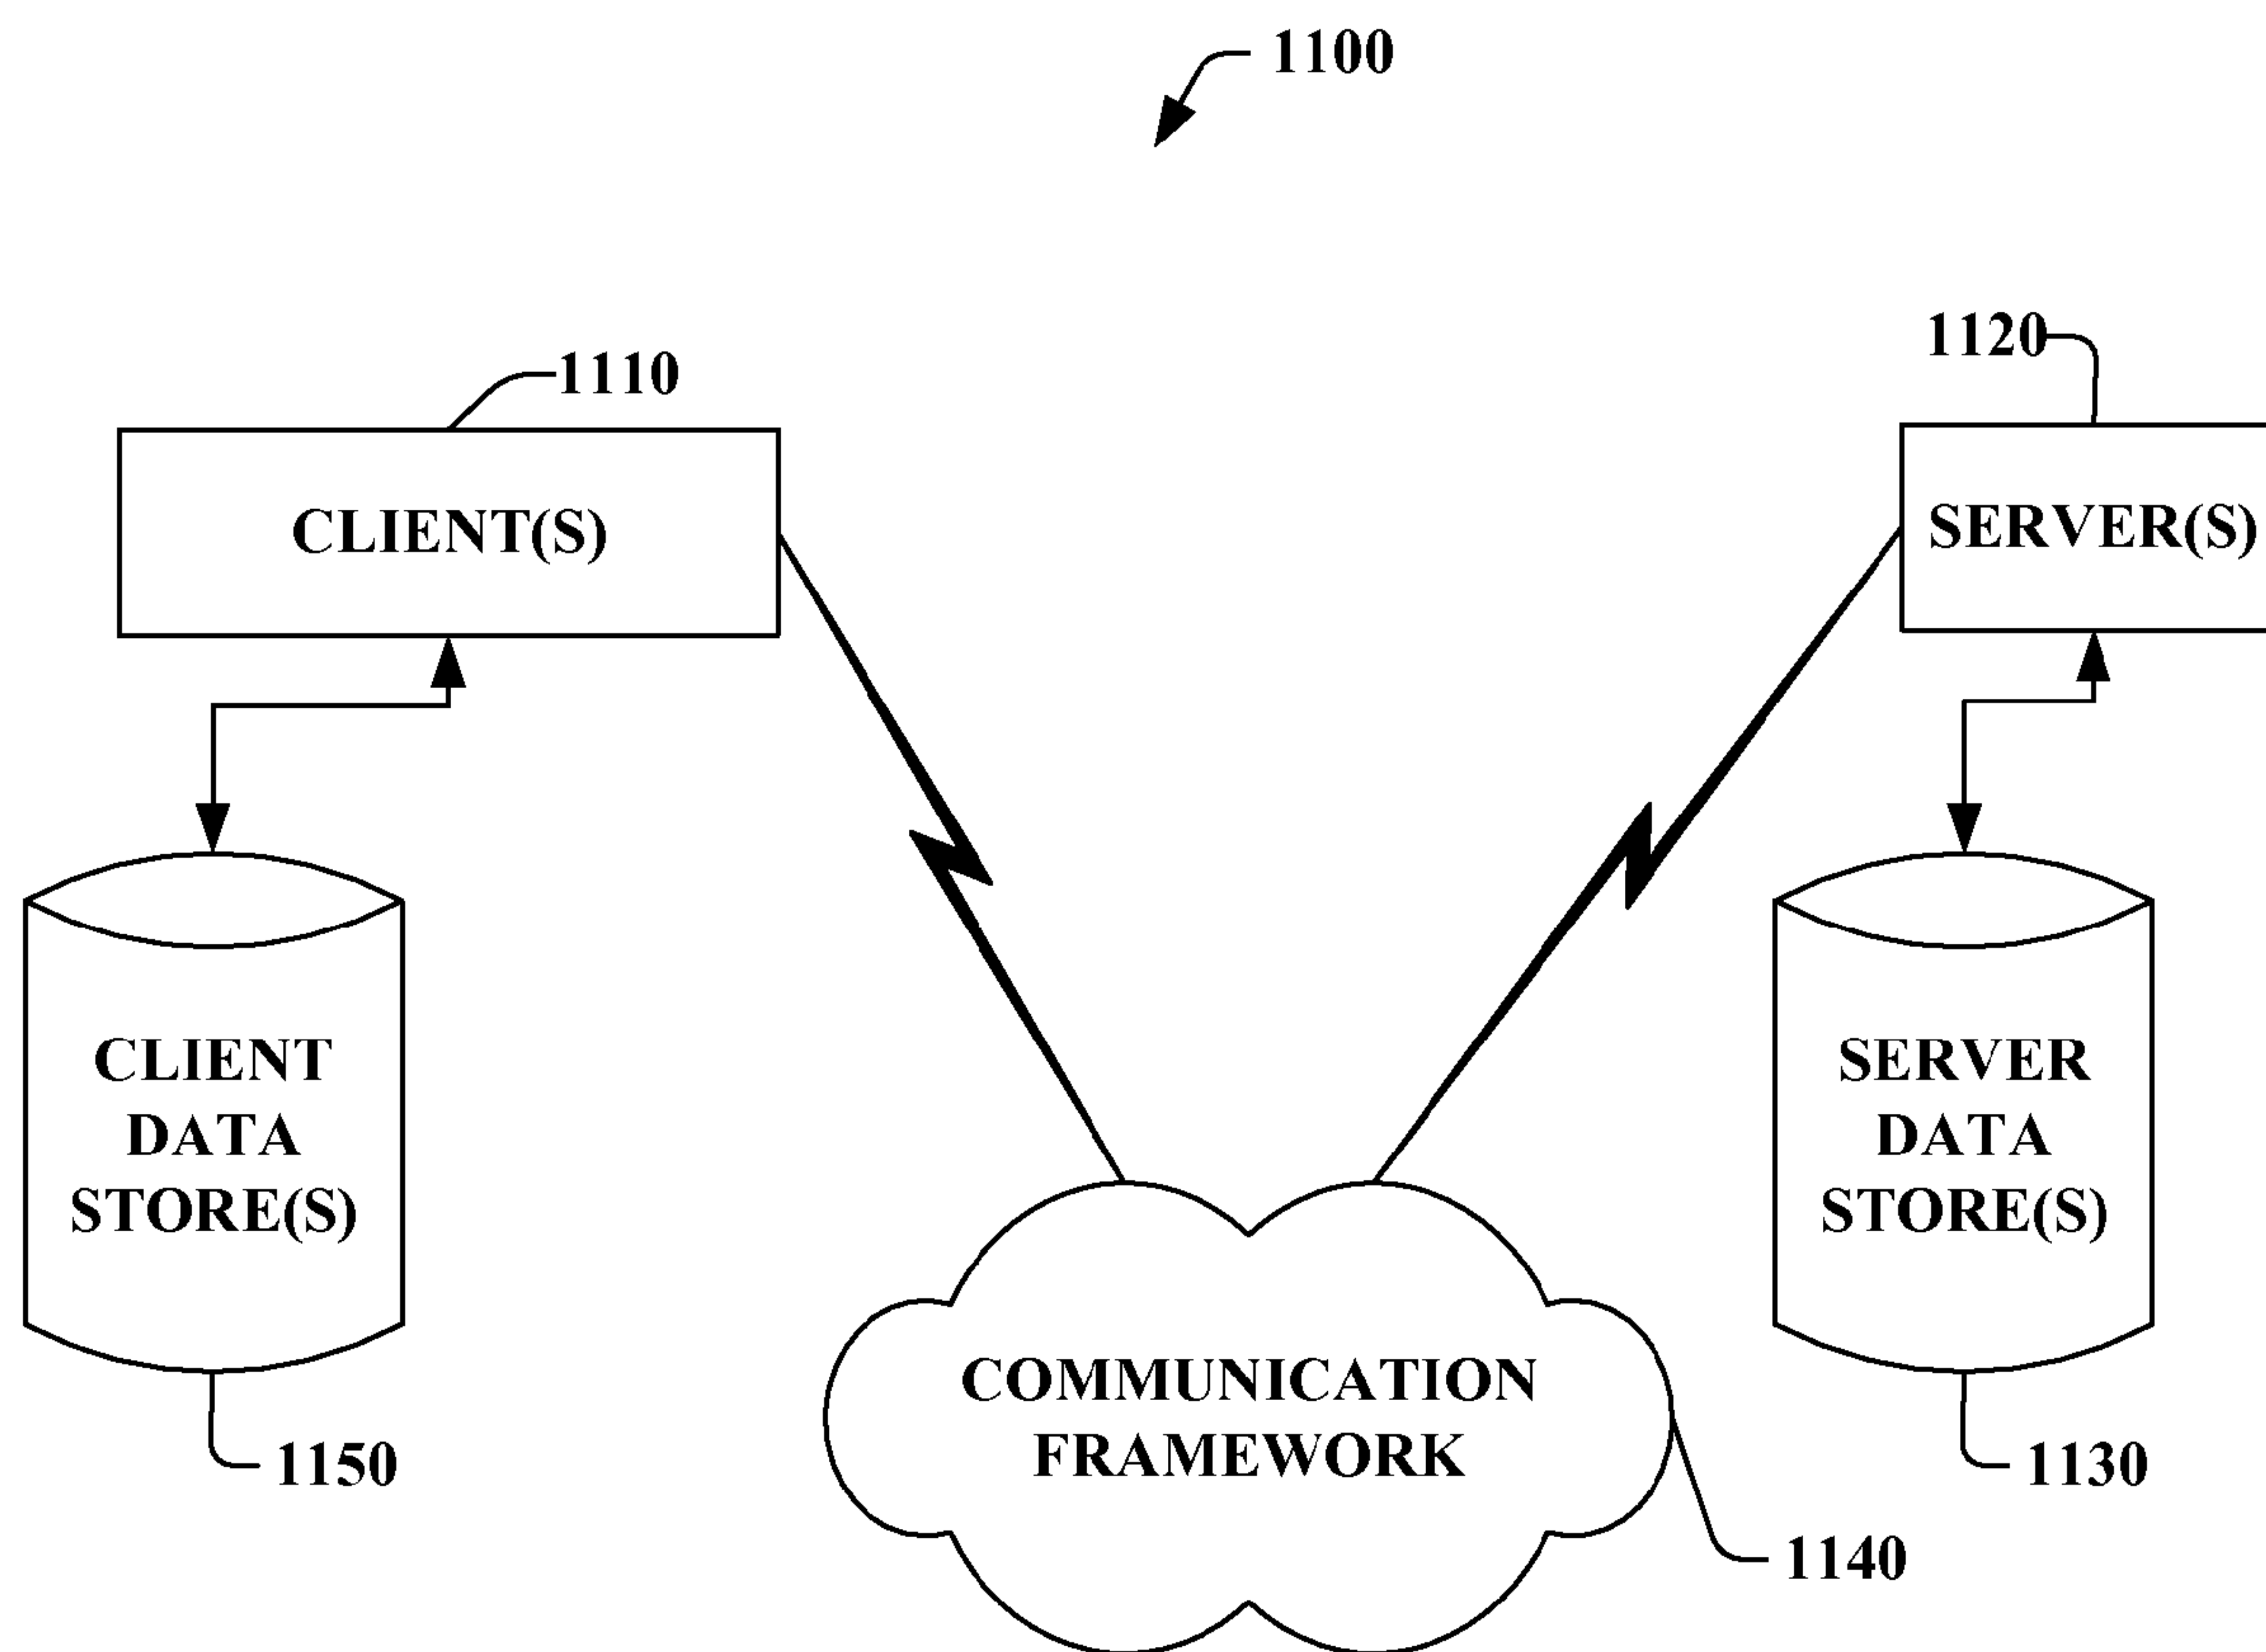 1100
1110
1120
CLIENT(S)
SERVER(S)
CLIENT
DATA
STORE(S)
SERVER
DATA
STORE(S)
COMMUNICATION
FRAMEWORK
1150
1130
1140